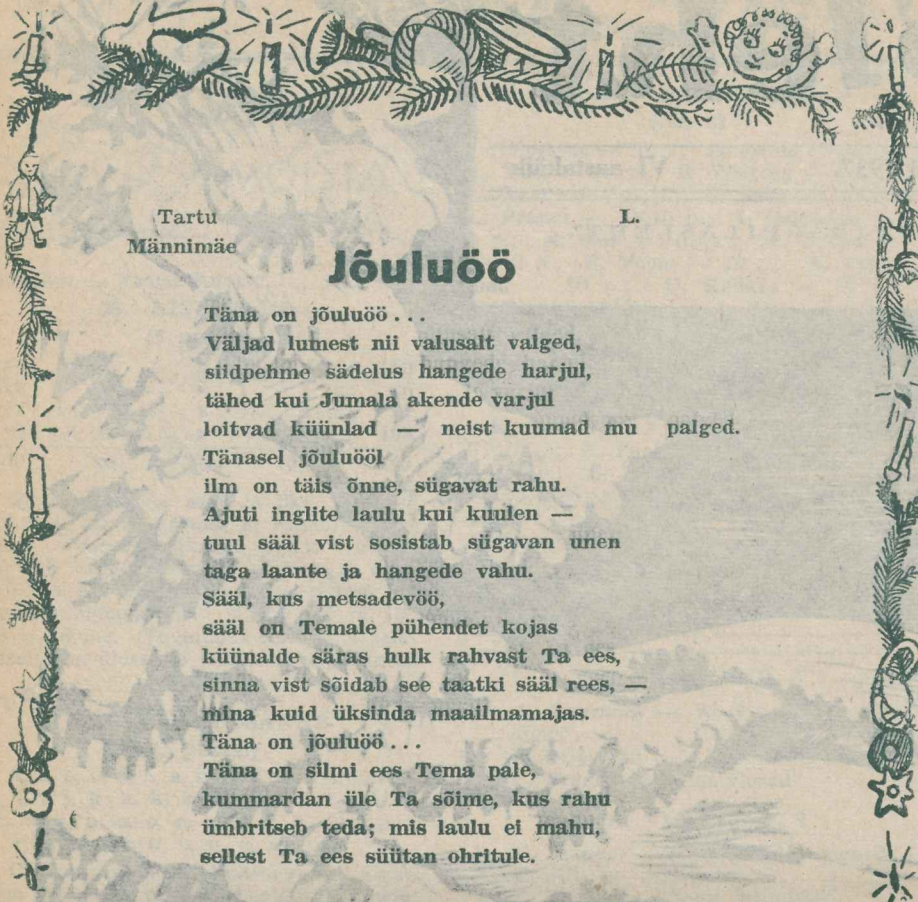 Tartu L.
Männimäe
Jõuluöö
Täna on jõuluöö...
Väljad lumest nii valusalt valged,
siidpehme sädelus hangede harjul,
tähed kui Jumala akende varjul
loitvad küünlad — neist kuumad mu palged.
Tänasel jõuluööl
ilm on täis õnne, sügavat rahu.
Ajuti inglite laulu kui kuulen —
tuul sääl vist sosistab sügavan unen
taga laante ja hangede vahu.
Sääl, kus metsadevöö,
sääl on Temale pühendet kojas
küünalde säras hulk rahvast Ta ees,
sinna vist sõidab see taatki sääl rees, —
mina kuid üksinda maailmamajas.
Täna on jõuluöö...
Täna on silmi ees Tema pale,
kummardan üle Ta sõime, kus rahu
ümbritseb teda; mis laulu ei mahu,
sellest Ta ees süütan ohritule.